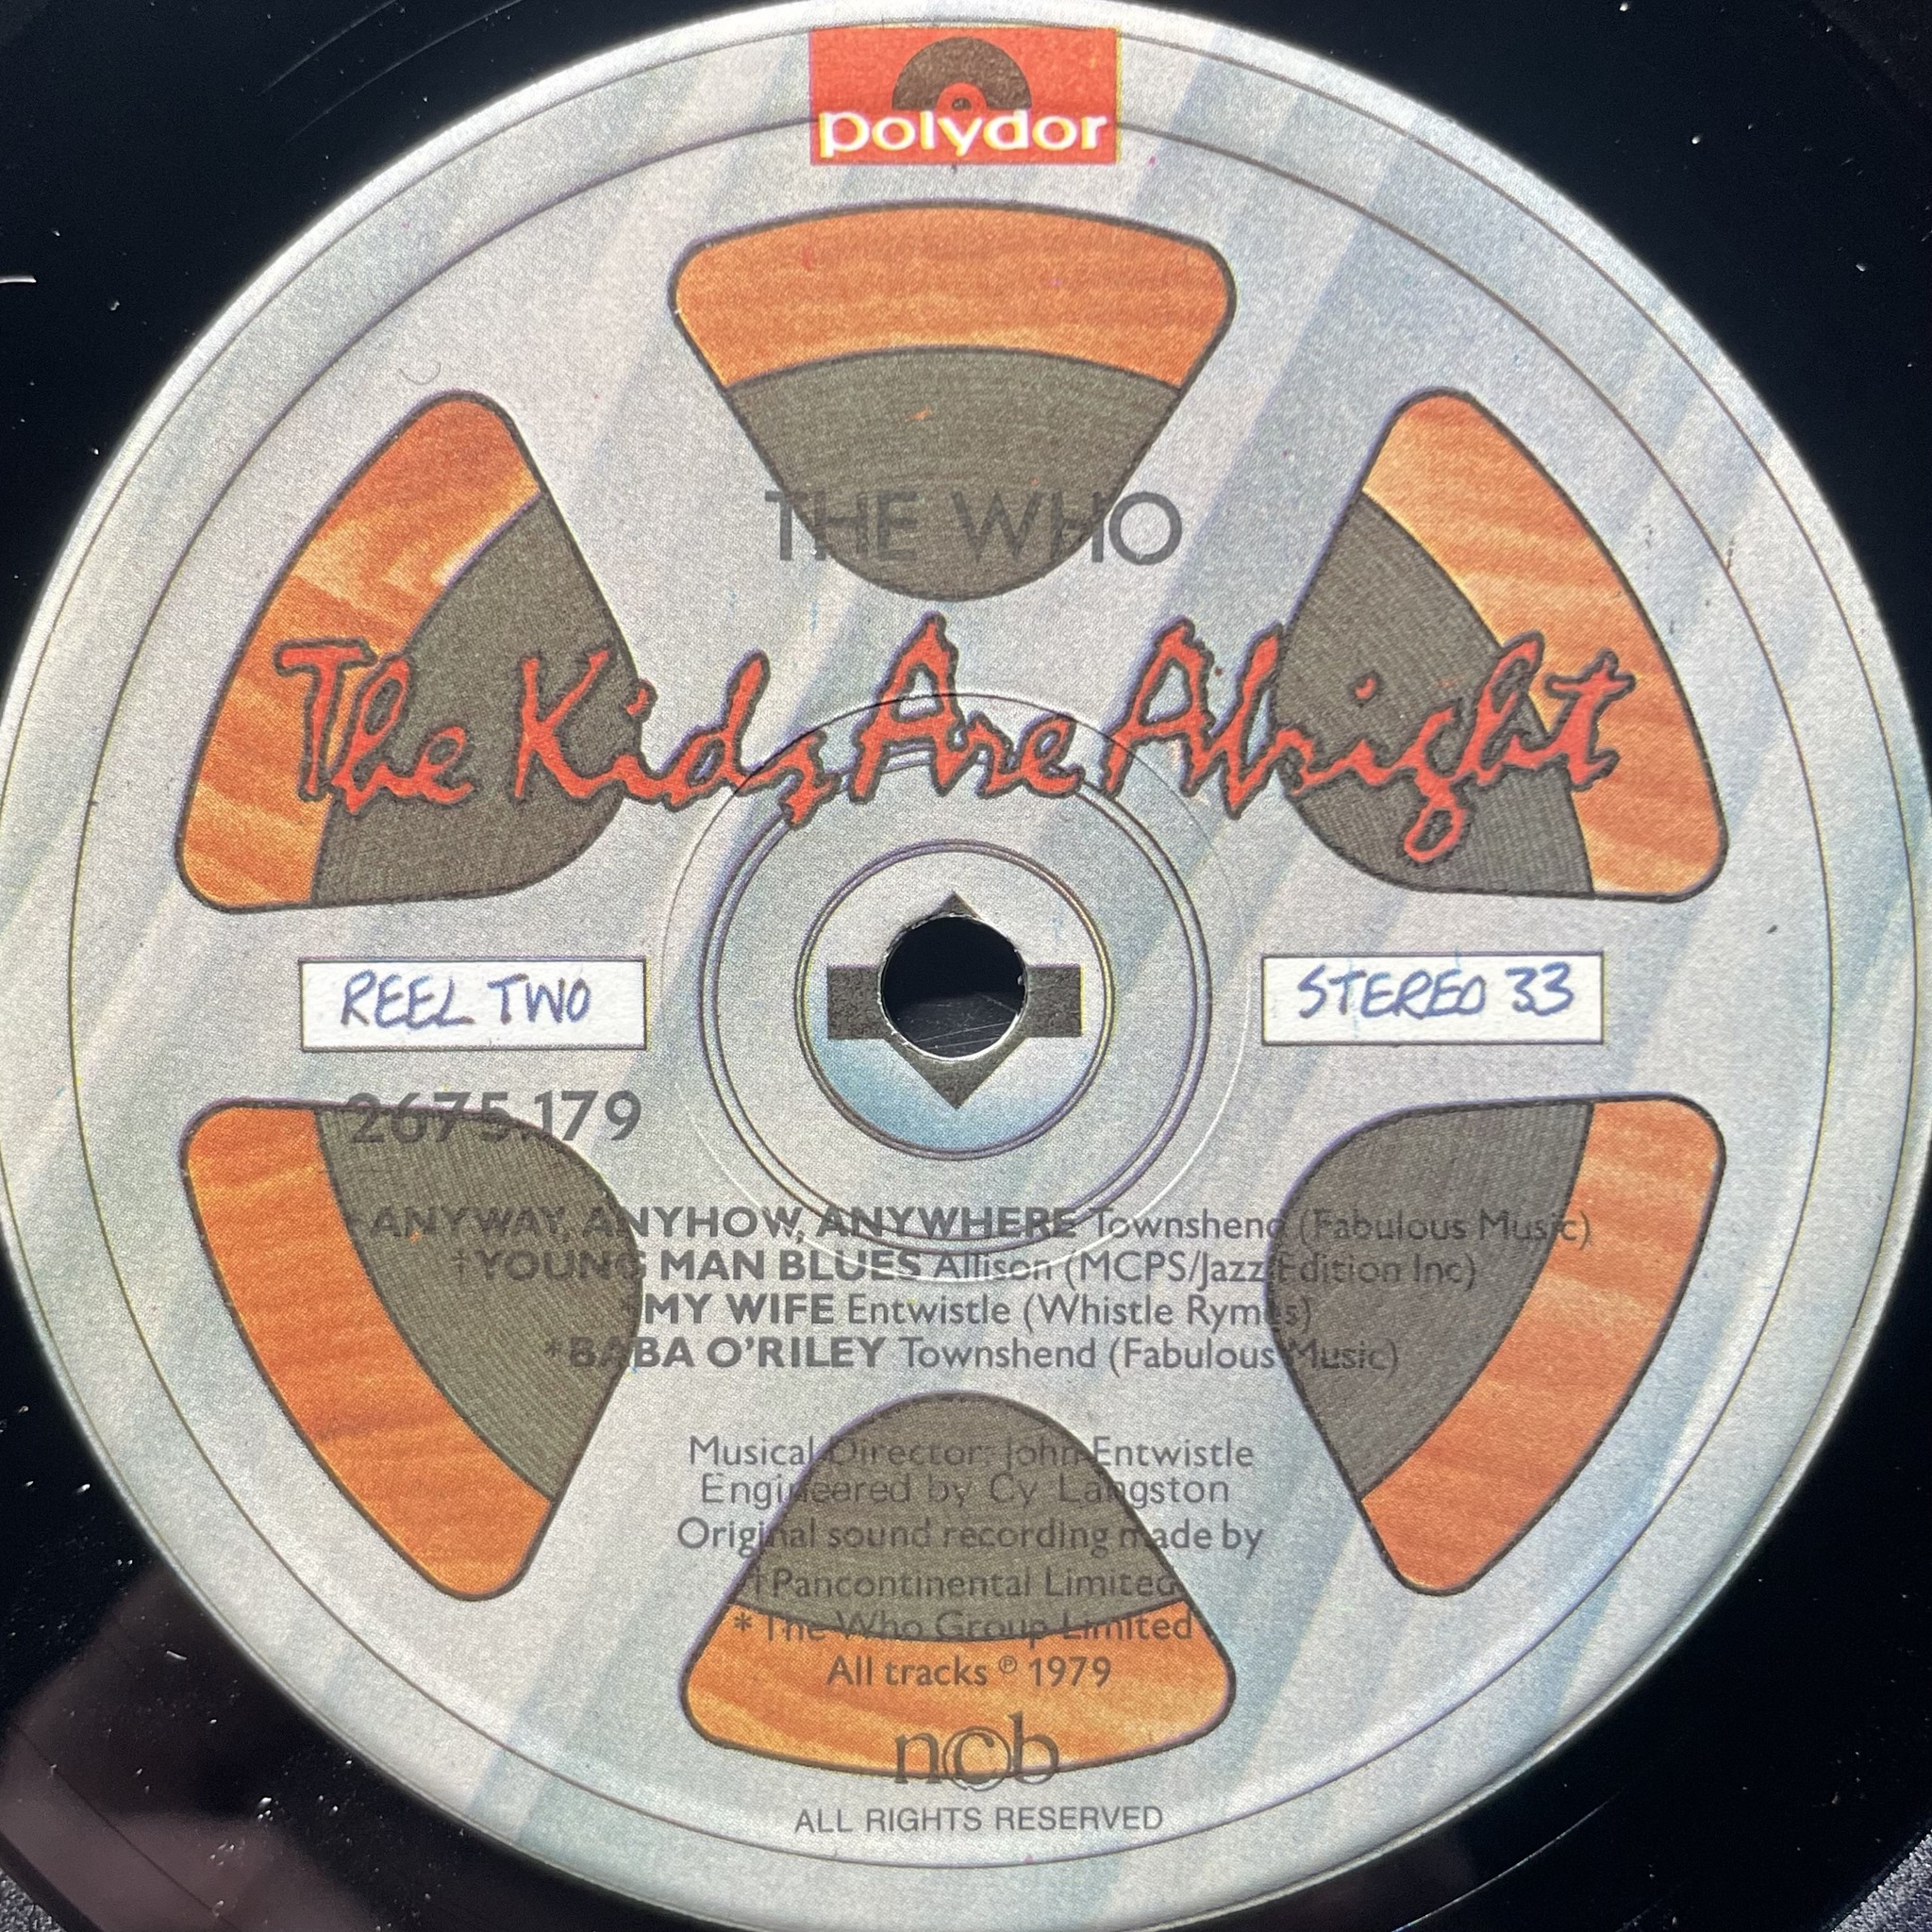 polydor
THE WHO
The Kids Are Alright
REEL TWO
STEREO 33
2675.179
*ANYWAY, ANYHOW, ANYWHERE Townshend (Fabulous Music)
†YOUNG MAN BLUES Allison (MCPS/Jazz Edition Inc)
*MY WIFE Entwistle (Whistle Rymes)
*BABA O'RILEY Townshend (Fabulous Music)
Musical Director: John Entwistle
Engineered by Cy Langston
Original sound recording made by
†Pancontinental Limited
* The Who Group Limited
All tracks ℗ 1979
n©b
ALL RIGHTS RESERVED